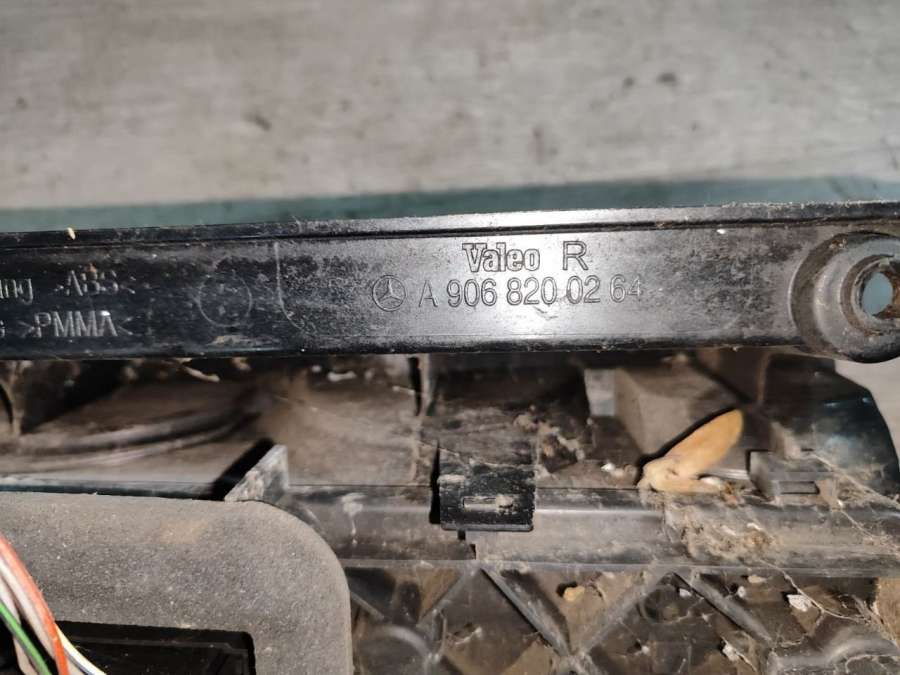 Valeo R
A 906 820 02 64
>ABS<
>PMMA<